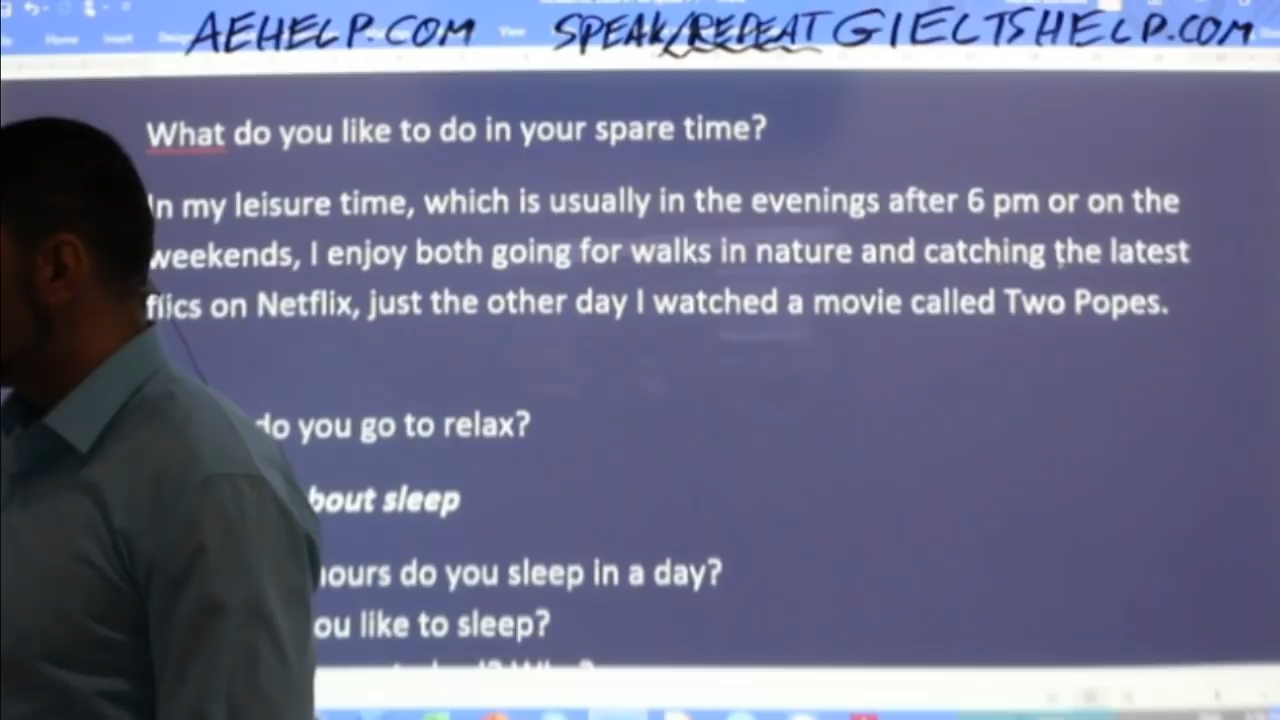 AEHELP.COM SPEAK/REPEAT GIELTSHELP.COM
Home Insert View
What do you like to do in your spare time?
In my leisure time, which is usually in the evenings after 6 pm or on the
weekends, I enjoy both going for walks in nature and catching the latest
flics on Netflix, just the other day I watched a movie called Two Popes.
do you go to relax?
bout sleep
hours do you sleep in a day?
ou like to sleep?